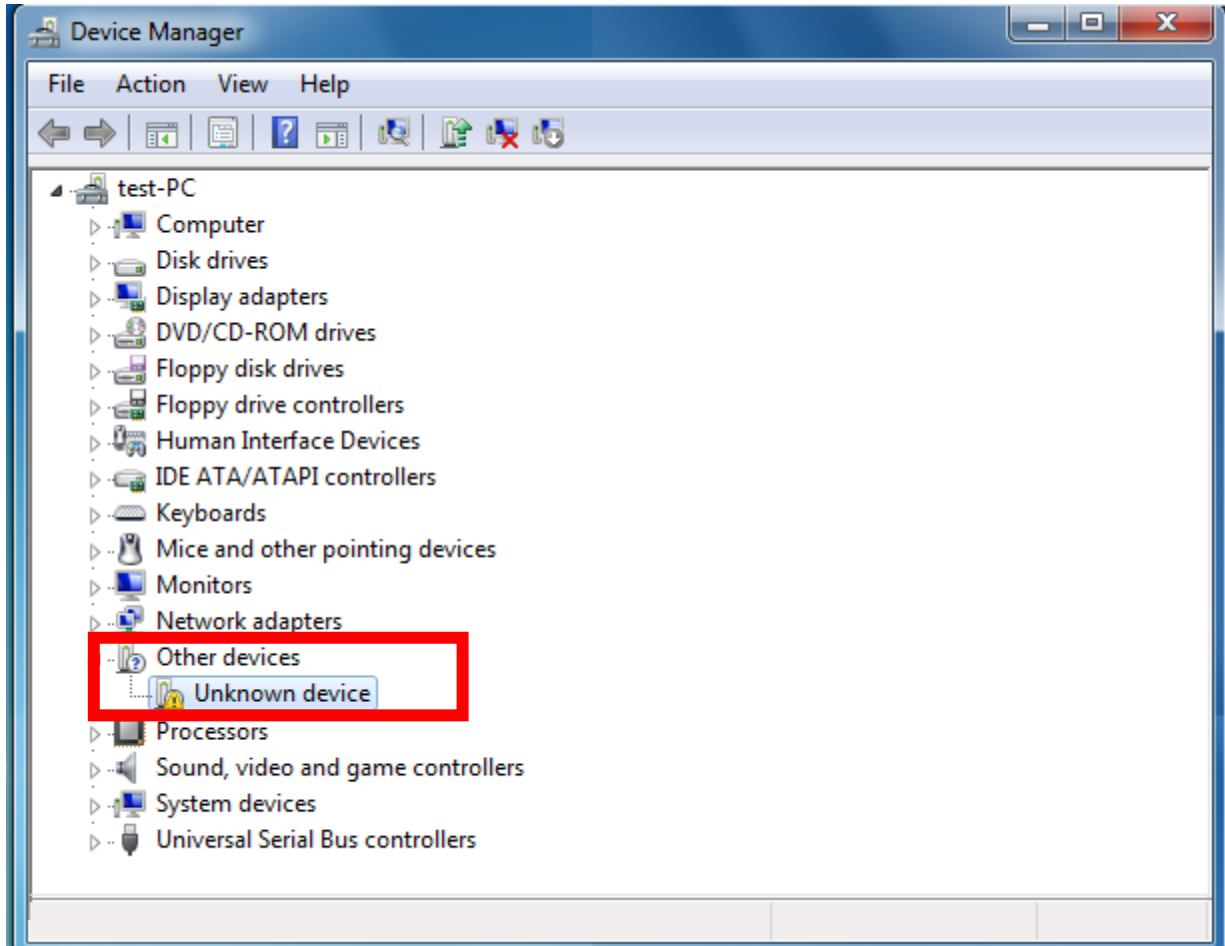 Device Manager
File Action View Help
test-PC
Computer
Disk drives
Display adapters
DVD/CD-ROM drives
Floppy disk drives
Floppy drive controllers
Human Interface Devices
IDE ATA/ATAPI controllers
Keyboards
Mice and other pointing devices
Monitors
Network adapters
Other devices
Unknown device
Processors
Sound, video and game controllers
System devices
Universal Serial Bus controllers